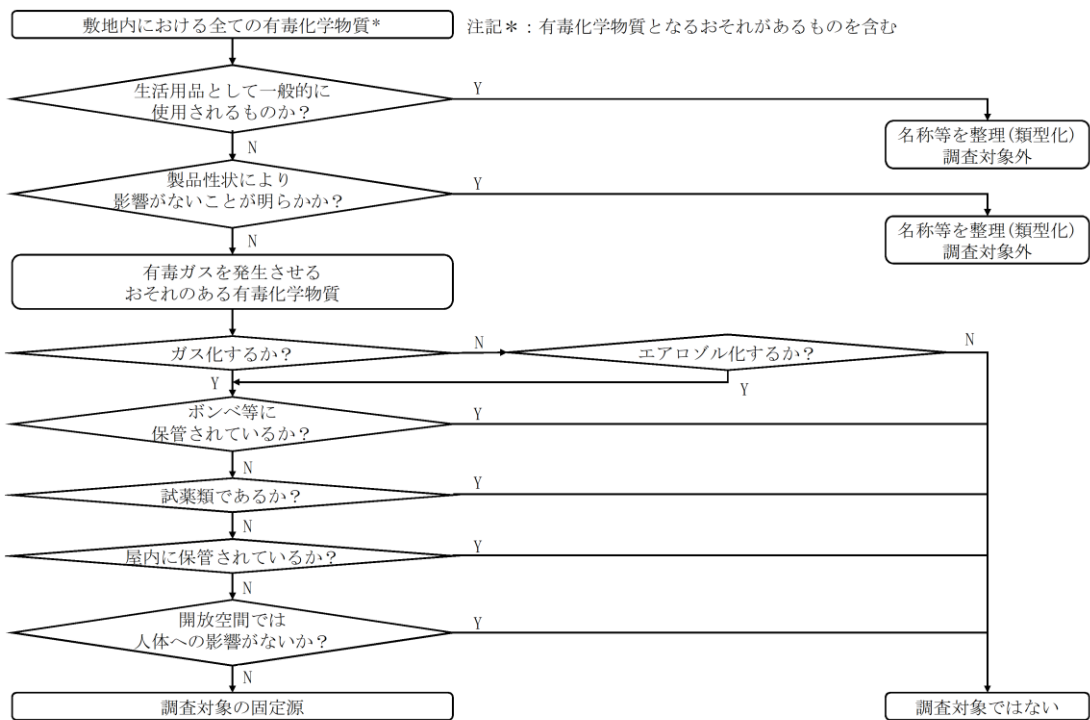 敷地内における全ての有毒化学物質*
注記*：有毒化学物質となるおそれがあるものを含む
生活用品として一般的に
使用されるものか？
Y
名称等を整理(類型化)
調査対象外
N
製品性状により
影響がないことが明らかか？
Y
名称等を整理(類型化)
調査対象外
N
有毒ガスを発生させる
おそれのある有毒化学物質
ガス化するか？
N
エアロゾル化するか？
N
Y
Y
ボンベ等に
保管されているか？
Y
N
試薬類であるか？
Y
N
屋内に保管されているか？
Y
N
開放空間では
人体への影響がないか？
Y
N
調査対象の固定源
調査対象ではない